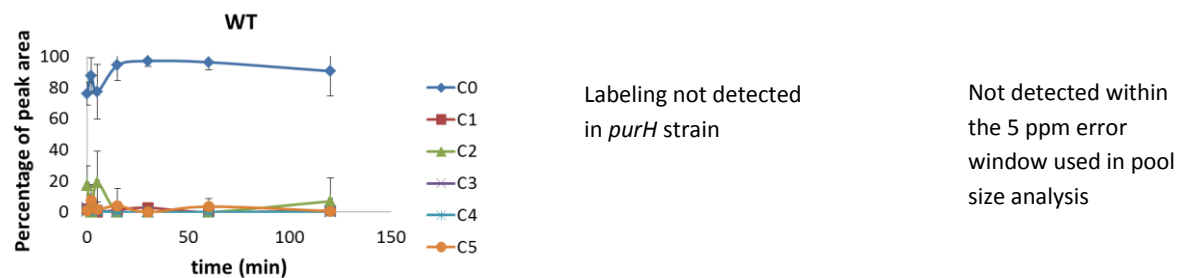 WT
Percentage of peak area
100
80
60
40
20
0
0
50
100
150
time (min)
C0
C1
C2
C3
C4
C5
Labeling not detected
in purH strain
Not detected within
the 5 ppm error
window used in pool
size analysis